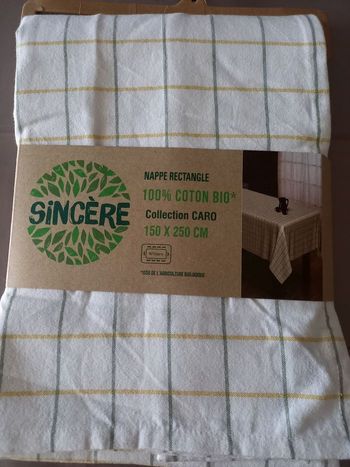 SiNCÈRE
NAPPE RECTANGLE
100% COTON BIO*
Collection CARO
150 X 250 CM
*ISSU DE L'AGRICULTURE BIOLOGIQUE